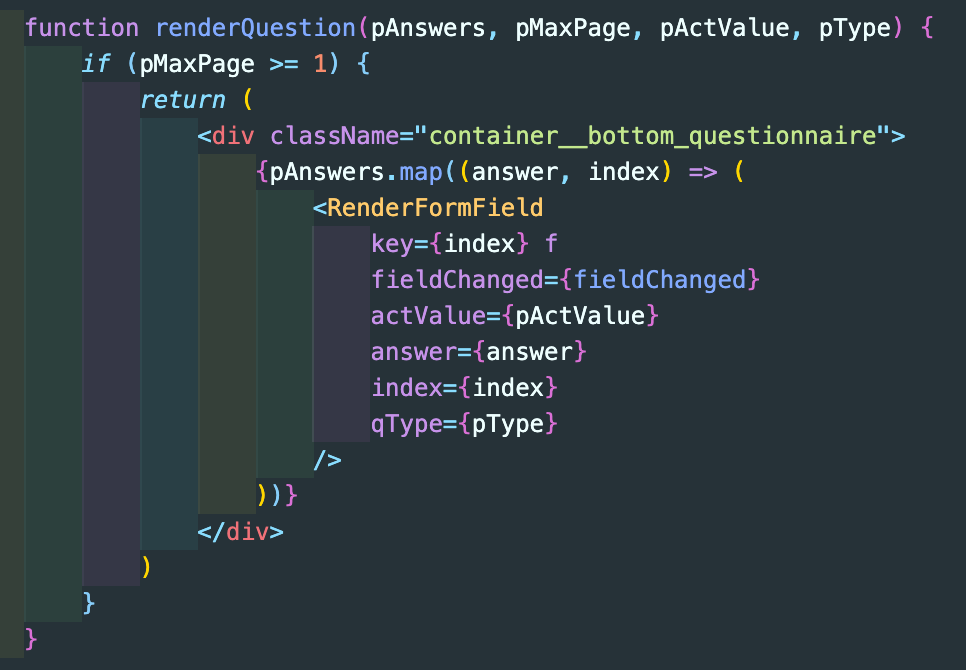 function renderQuestion(pAnswers, pMaxPage, pActValue, pType) {
if (pMaxPage >= 1) {
return (
<div className="container__bottom_questionnaire">
{pAnswers.map((answer, index) => (
<RenderFormField
key={index} f
fieldChanged={fieldChanged}
actValue={pActValue}
answer={answer}
index={index}
qType={pType}
/>
))}
</div>
)
}
}